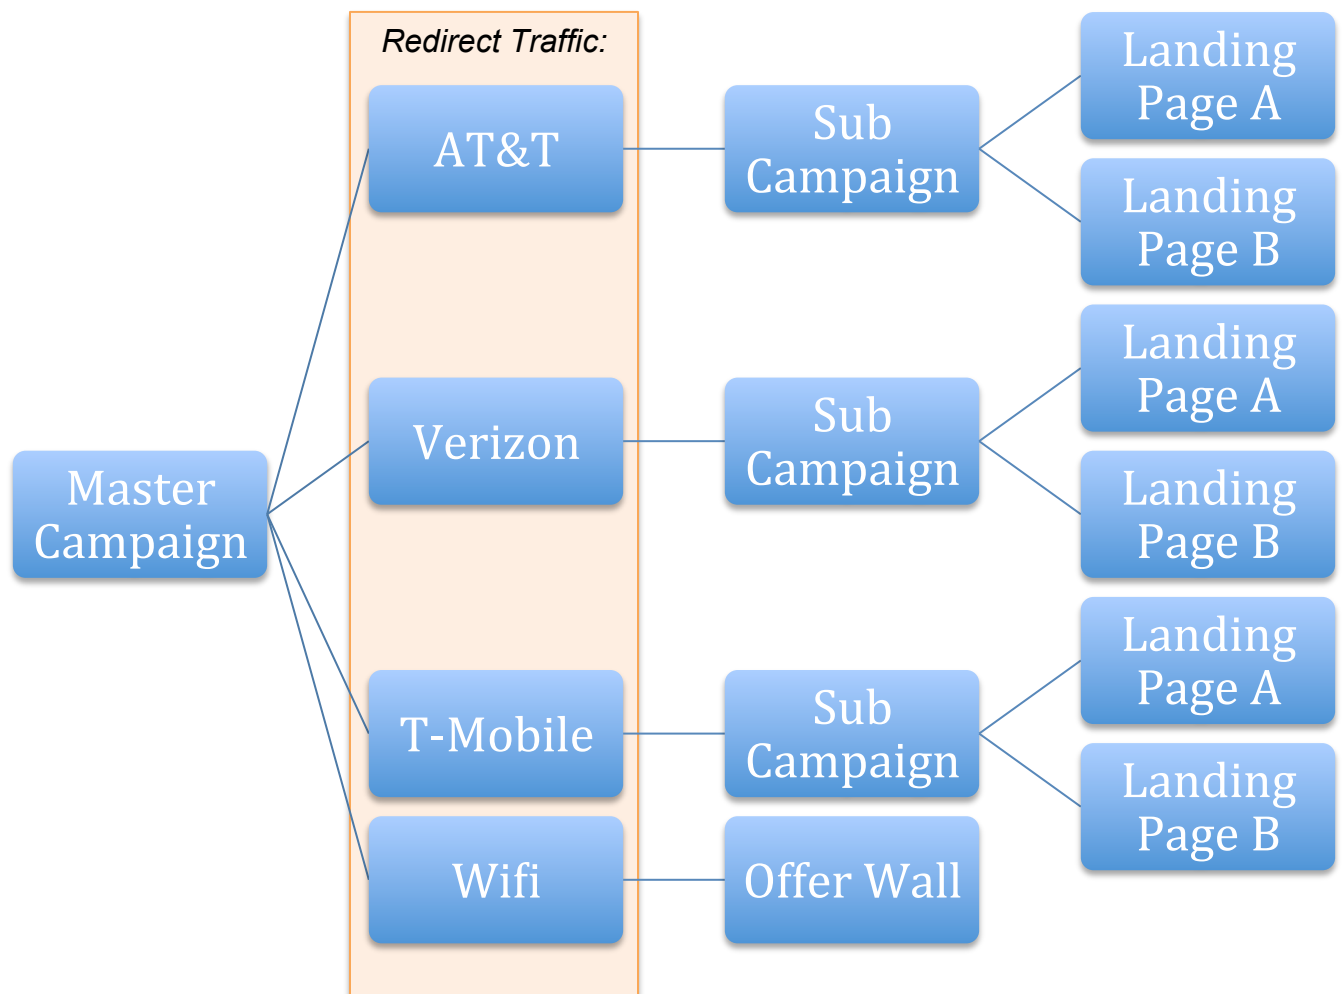 Redirect Traffic:
Master
Campaign
AT&T
Sub
Campaign
Landing
Page A
Landing
Page B
Verizon
Sub
Campaign
Landing
Page A
Landing
Page B
T-Mobile
Sub
Campaign
Landing
Page A
Landing
Page B
Wifi
Offer Wall